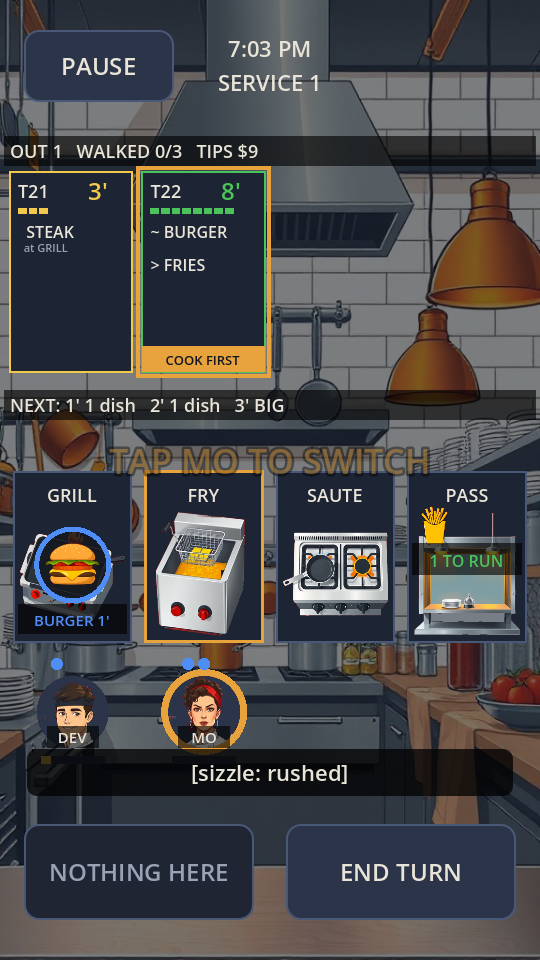 PAUSE
7:03 PM
SERVICE 1
OUT 1 WALKED 0/3 TIPS $9
T21 3'
STEAK
at GRILL
T22 8'
~ BURGER
> FRIES
COOK FIRST
NEXT: 1' 1 dish 2' 1 dish 3' BIG
TAP MO TO SWITCH
GRILL
FRY
SAUTE
PASS
1 TO RUN
BURGER 1'
DEV
MO
[sizzle: rushed]
NOTHING HERE
END TURN